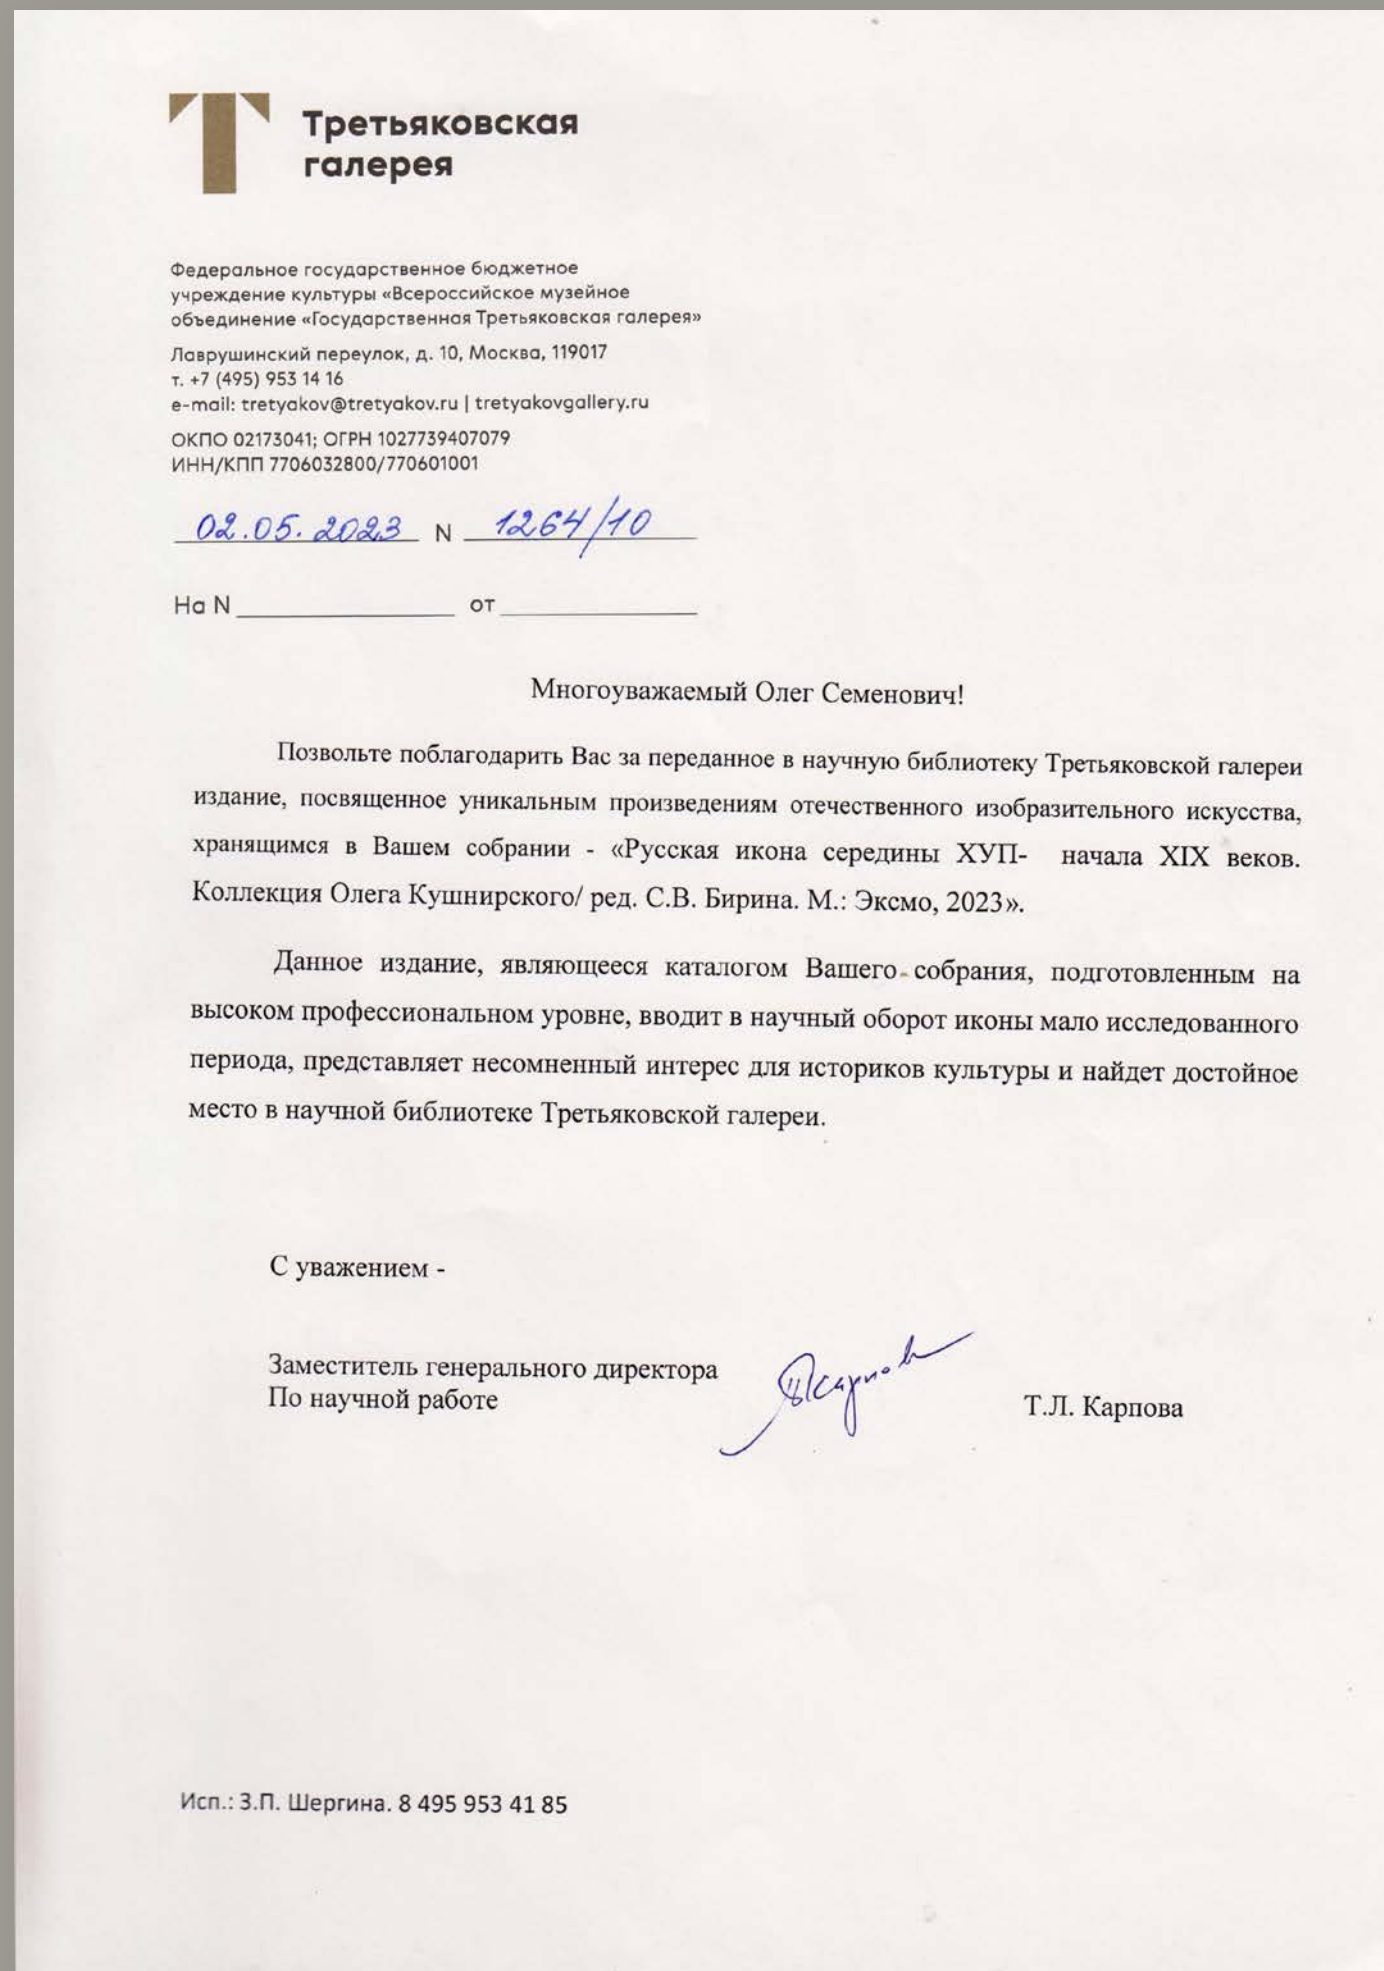 Третьяковская
галерея
Федеральное государственное бюджетное
учреждение культуры «Всероссийское музейное
объединение «Государственная Третьяковская галерея»
Лаврушинский переулок, д. 10, Москва, 119017
т. +7 (495) 953 14 16
e-mail: tretyakov@tretyakov.ru | tretyakovgallery.ru
ОКПО 02173041; ОГРН 1027739407079
ИНН/КПП 7706032800/770601001
02.05.2023 N 1264/10
На N от
Многоуважаемый Олег Семенович!
Позвольте поблагодарить Вас за переданное в научную библиотеку Третьяковской галереи
издание, посвященное уникальным произведениям отечественного изобразительного искусства,
хранящимся в Вашем собрании - «Русская икона середины ХУП- начала XIX веков.
Коллекция Олега Кушнирского/ ред. С.В. Бирина. М.: Эксмо, 2023».
Данное издание, являющееся каталогом Вашего собрания, подготовленным на
высоком профессиональном уровне, вводит в научный оборот иконы мало исследованного
периода, представляет несомненный интерес для историков культуры и найдет достойное
место в научной библиотеке Третьяковской галереи.
С уважением -
Заместитель генерального директора
По научной работе
Т.Л. Карпова
Исп.: З.П. Шергина. 8 495 953 41 85